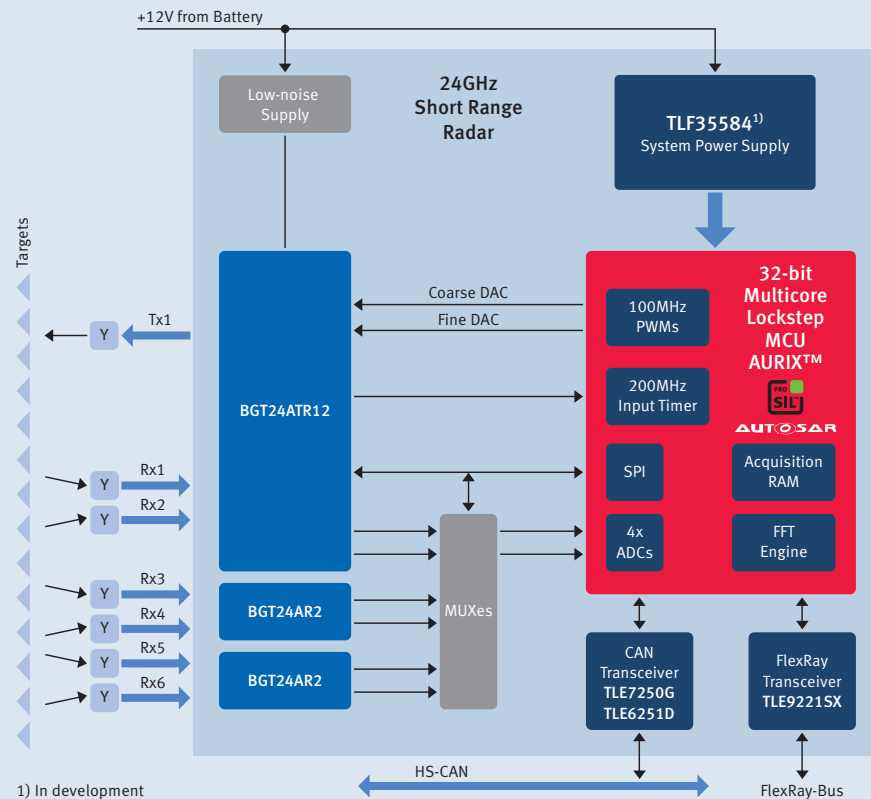 +12V from Battery
Low-noise
Supply
24GHz
Short Range
Radar
TLF35584¹⁾
System Power Supply
Targets
Tx1
Y
Rx1
Y
Rx2
Y
Rx3
Y
Rx4
Y
Rx5
Y
Rx6
Y
BGT24ATR12
BGT24AR2
BGT24AR2
Coarse DAC
Fine DAC
MUXes
100MHz
PWMs
200MHz
Input Timer
SPI
4x
ADCs
32-bit
Multicore
Lockstep
MCU
AURIX™
PRO
SIL
AUTOSAR
Acquisition
RAM
FFT
Engine
CAN
Transceiver
TLE7250G
TLE6251D
FlexRay
Transceiver
TLE9221SX
HS-CAN
FlexRay-Bus
1) In development